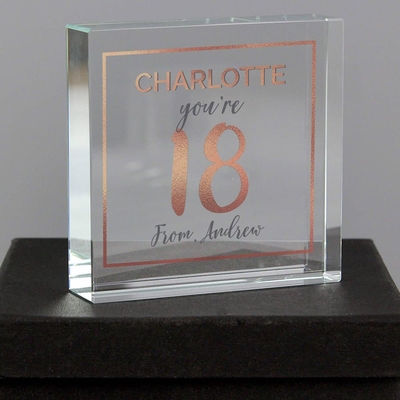 CHARLOTTE
you're
18
From, Andrew